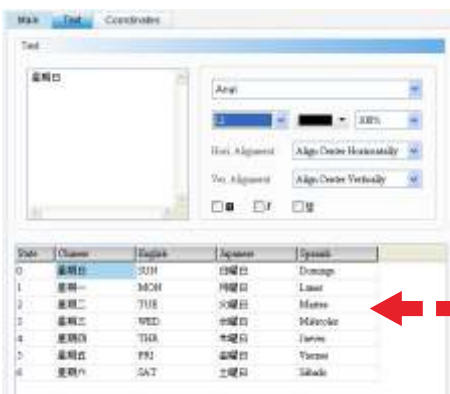 Main Text Coordinates
Text
星期日
Arial
100%
Hori. Alignment Align Center Horizontally
Ver. Alignment Align Center Vertically
B I U
State Chinese English Japanese Spanish
0 星期日 SUN 日曜日 Domingo
1 星期一 MON 月曜日 Lunes
2 星期二 TUE 火曜日 Martes
3 星期三 WED 水曜日 Miércoles
4 星期四 THR 木曜日 Jueves
5 星期五 FRI 金曜日 Viernes
6 星期六 SAT 土曜日 Sábado